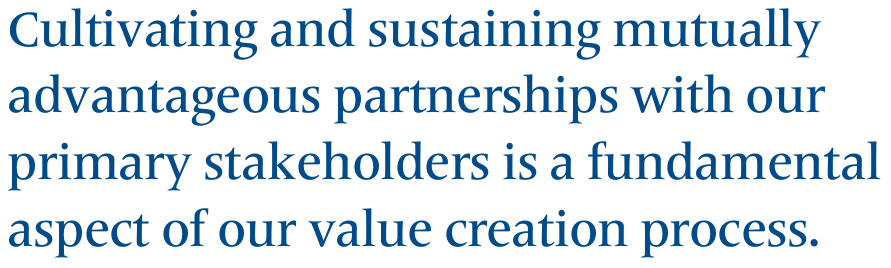 Cultivating and sustaining mutually
advantageous partnerships with our
primary stakeholders is a fundamental
aspect of our value creation process.